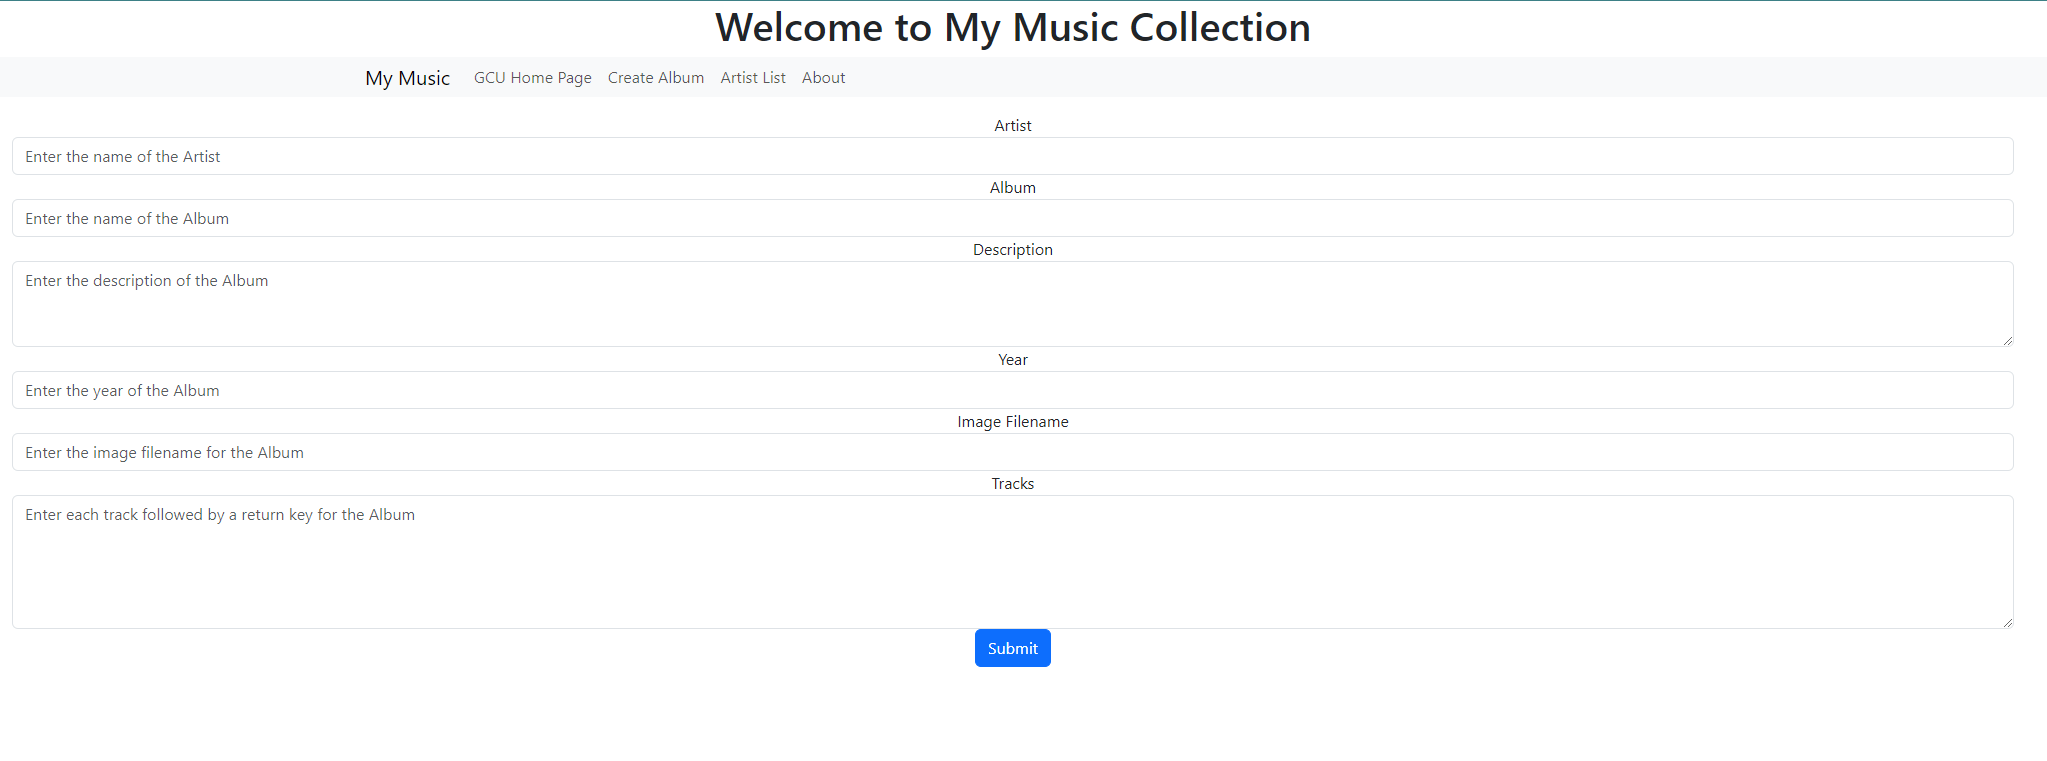 Welcome to My Music Collection
My Music GCU Home Page Create Album Artist List About
Artist
Enter the name of the Artist
Album
Enter the name of the Album
Description
Enter the description of the Album
Year
Enter the year of the Album
Image Filename
Enter the image filename for the Album
Tracks
Enter each track followed by a return key for the Album
Submit